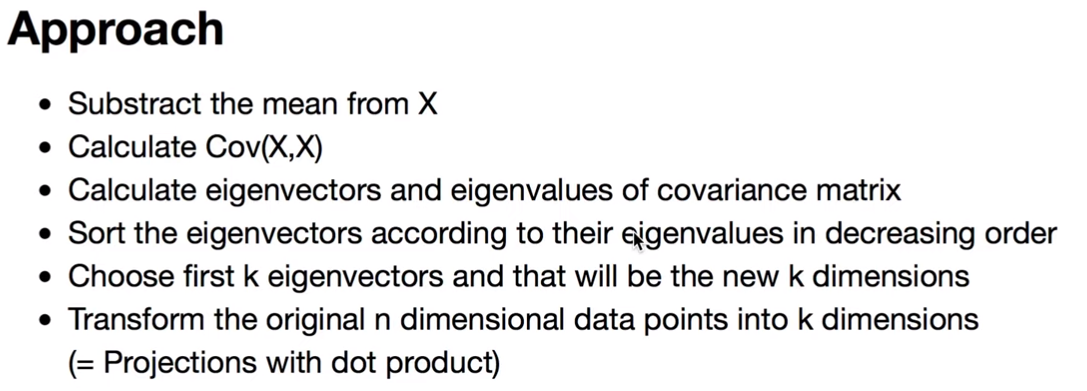 Approach
• Substract the mean from X
• Calculate Cov(X,X)
• Calculate eigenvectors and eigenvalues of covariance matrix
• Sort the eigenvectors according to their eigenvalues in decreasing order
• Choose first k eigenvectors and that will be the new k dimensions
• Transform the original n dimensional data points into k dimensions
(= Projections with dot product)